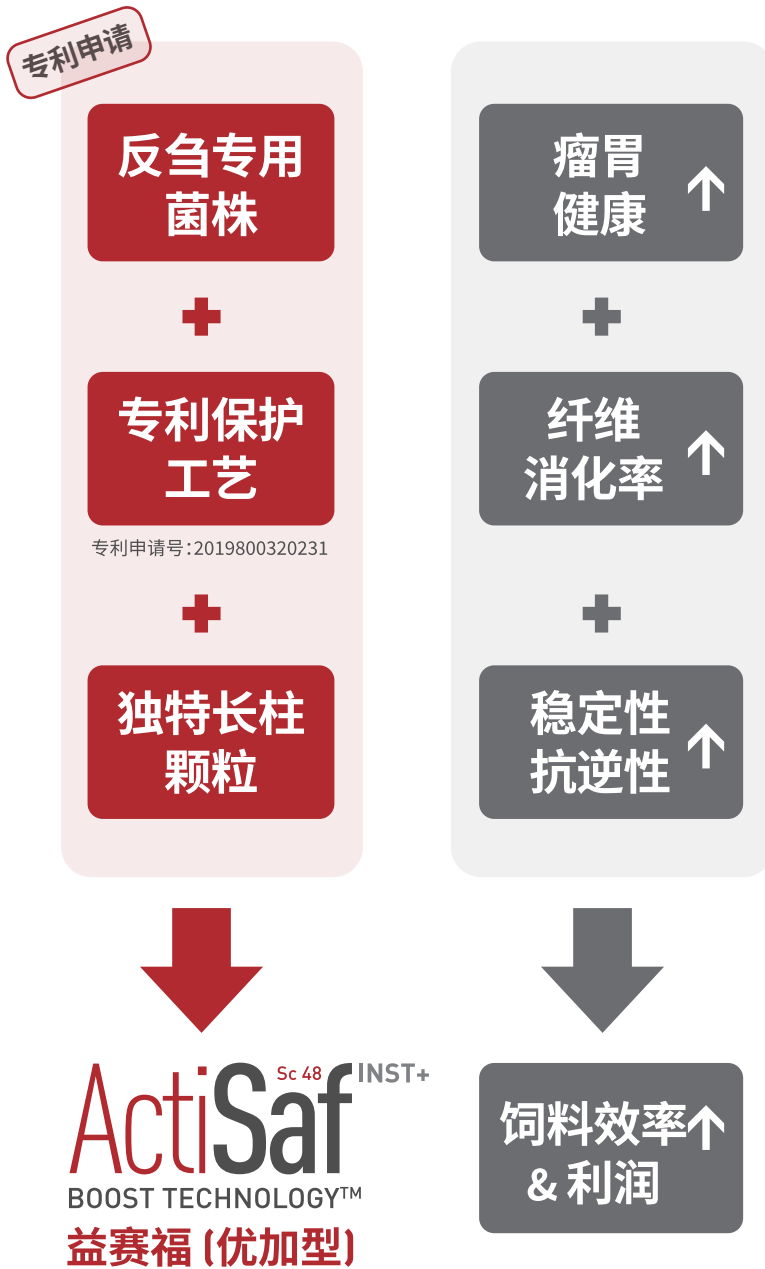 专利申请
反刍专用
菌株
专利保护
工艺
专利申请号:2019800320231
独特长柱
颗粒
ActiSaf Sc 48 INST+
BOOST TECHNOLOGY™
益赛福（优加型）
瘤胃
健康
纤维
消化率
稳定性
抗逆性
饲料效率
& 利润